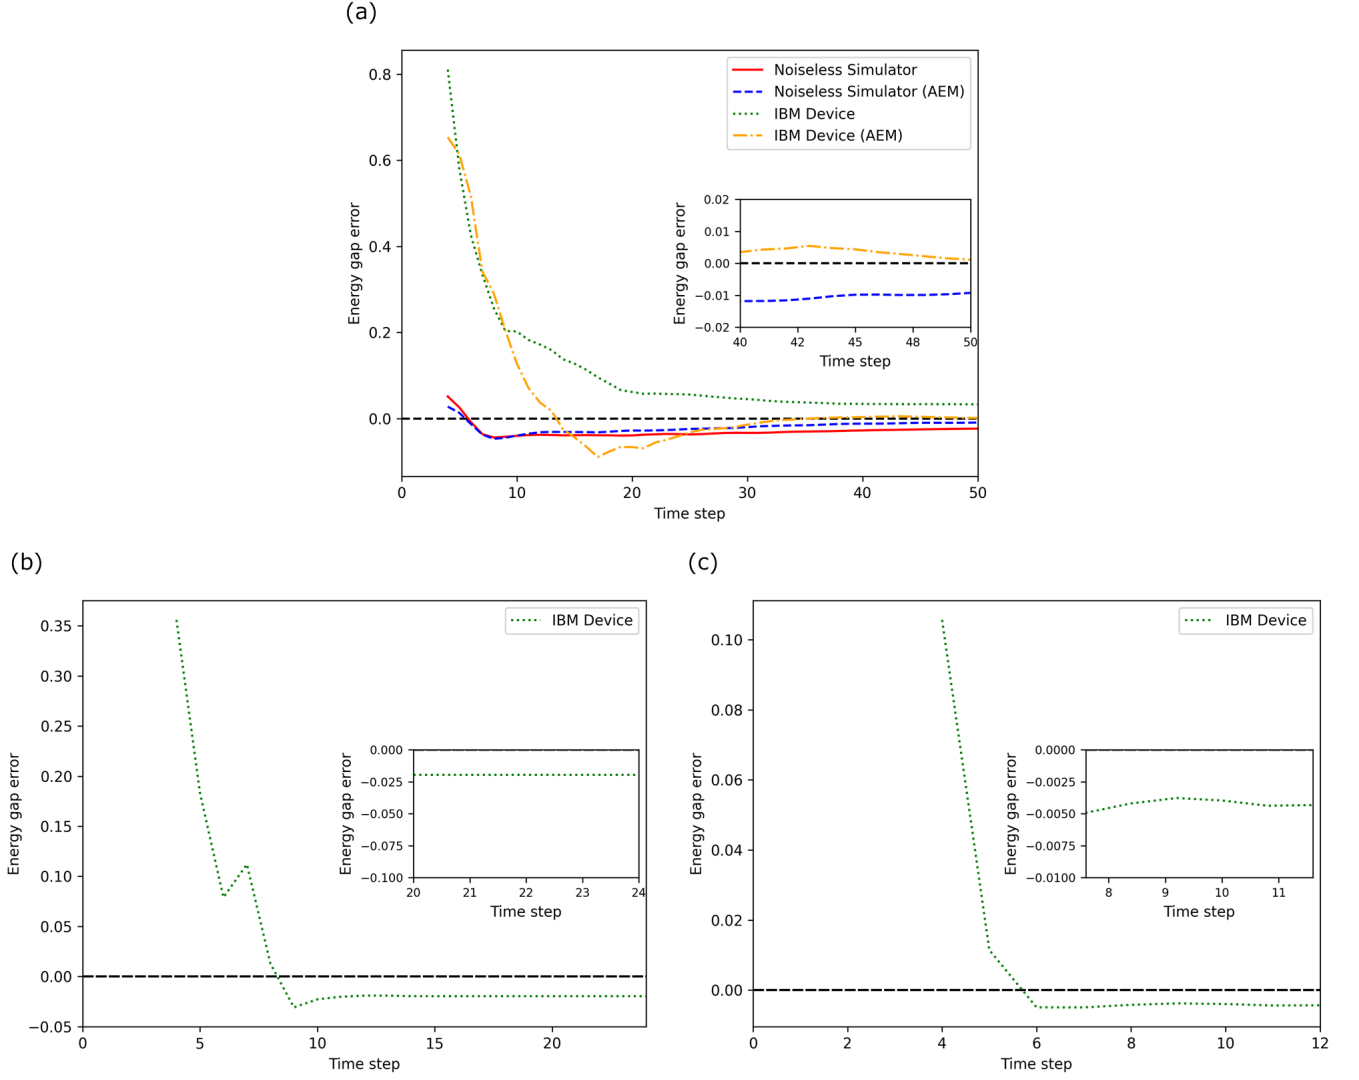 (a)
Energy gap error
0.8
0.6
0.4
0.2
0.0
0 10 20 30 40 50
Time step
Noiseless Simulator
Noiseless Simulator (AEM)
IBM Device
IBM Device (AEM)
Energy gap error
0.02
0.01
0.00
−0.01
−0.02
40 42 45 48 50
Time step
(b)
Energy gap error
0.35
0.30
0.25
0.20
0.15
0.10
0.05
0.00
−0.05
0 5 10 15 20
Time step
IBM Device
Energy gap error
0.000
−0.025
−0.050
−0.075
−0.100
20 21 22 23 24
Time step
(c)
Energy gap error
0.10
0.08
0.06
0.04
0.02
0.00
0 2 4 6 8 10 12
Time step
IBM Device
Energy gap error
0.0000
−0.0025
−0.0050
−0.0075
−0.0100
8 9 10 11
Time step